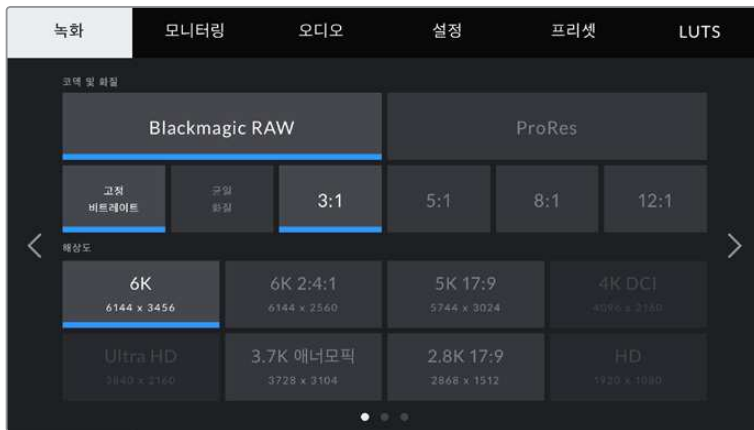 녹화 모니터링 오디오 설정 프리셋 LUTS
코덱 및 화질
Blackmagic RAW ProRes
고정 비트레이트 균일 화질 3:1 5:1 8:1 12:1
해상도
6K 6K 2:4:1 5K 17:9 4K DCI
6144 x 3456 6144 x 2560 5744 x 3024 4096 x 2160
Ultra HD 3.7K 애너모픽 2.8K 17:9 HD
3840 x 2160 3728 x 3104 2868 x 1512 1920 x 1080